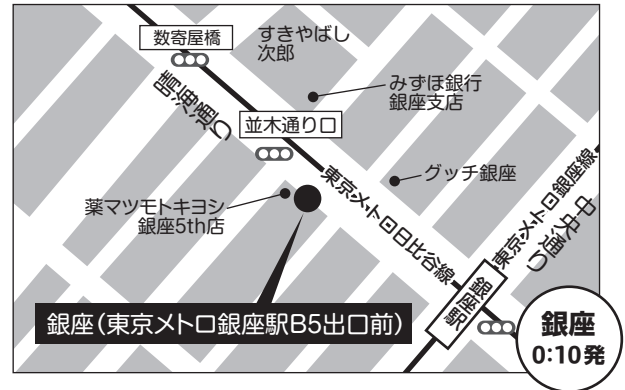 数寄屋橋
すきやばし
次郎
晴海通り
みずほ銀行
銀座支店
並木通り口
グッチ銀座
薬マツモトキヨシ
銀座5th店
東京メトロ日比谷線
東京メトロ銀座線
中央通り
銀座駅
銀座（東京メトロ銀座駅B5出口前）
銀座
0:10発